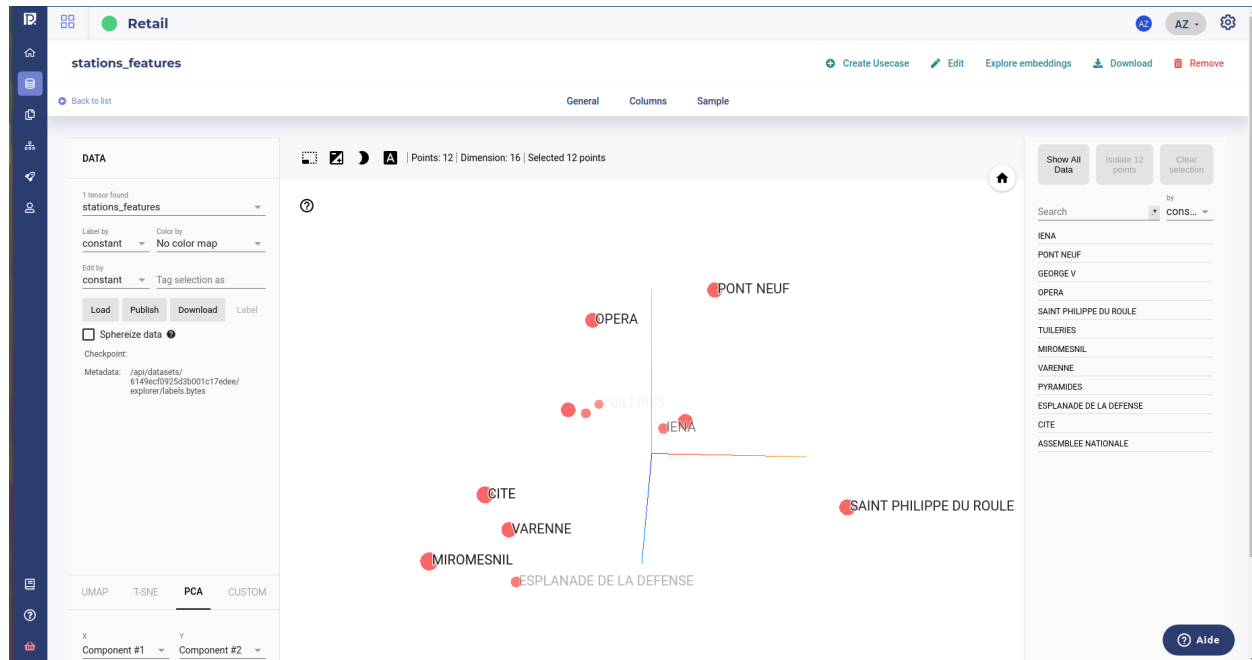 Retail
AZ
AZ
stations_features
Create Usecase
Edit
Explore embeddings
Download
Remove
Back to list
General
Columns
Sample
DATA
1 tensor found
stations_features
Label by
constant
Color by
No color map
Edit by
constant
Tag selection as
Load
Publish
Download
Label
Sphereize data
Checkpoint:
Metadata:
/api/datasets/
6149ecf0925d3b001c17edee/
explorer/labels.bytes
UMAP
T-SNE
PCA
CUSTOM
X
Component #1
Y
Component #2
A
| Points: 12 | Dimension: 16 | Selected 12 points
PONT NEUF
OPERA
TUILERIES
IENA
CITE
SAINT PHILIPPE DU ROULE
VARENNE
MIROMESNIL
ESPLANADE DE LA DEFENSE
Show All
Data
Isolate 12
points
Clear
selection
Search
.*
by
cons...
IENA
PONT NEUF
GEORGE V
OPERA
SAINT PHILIPPE DU ROULE
TUILERIES
MIROMESNIL
VARENNE
PYRAMIDES
ESPLANADE DE LA DEFENSE
CITE
ASSEMBLEE NATIONALE
Aide